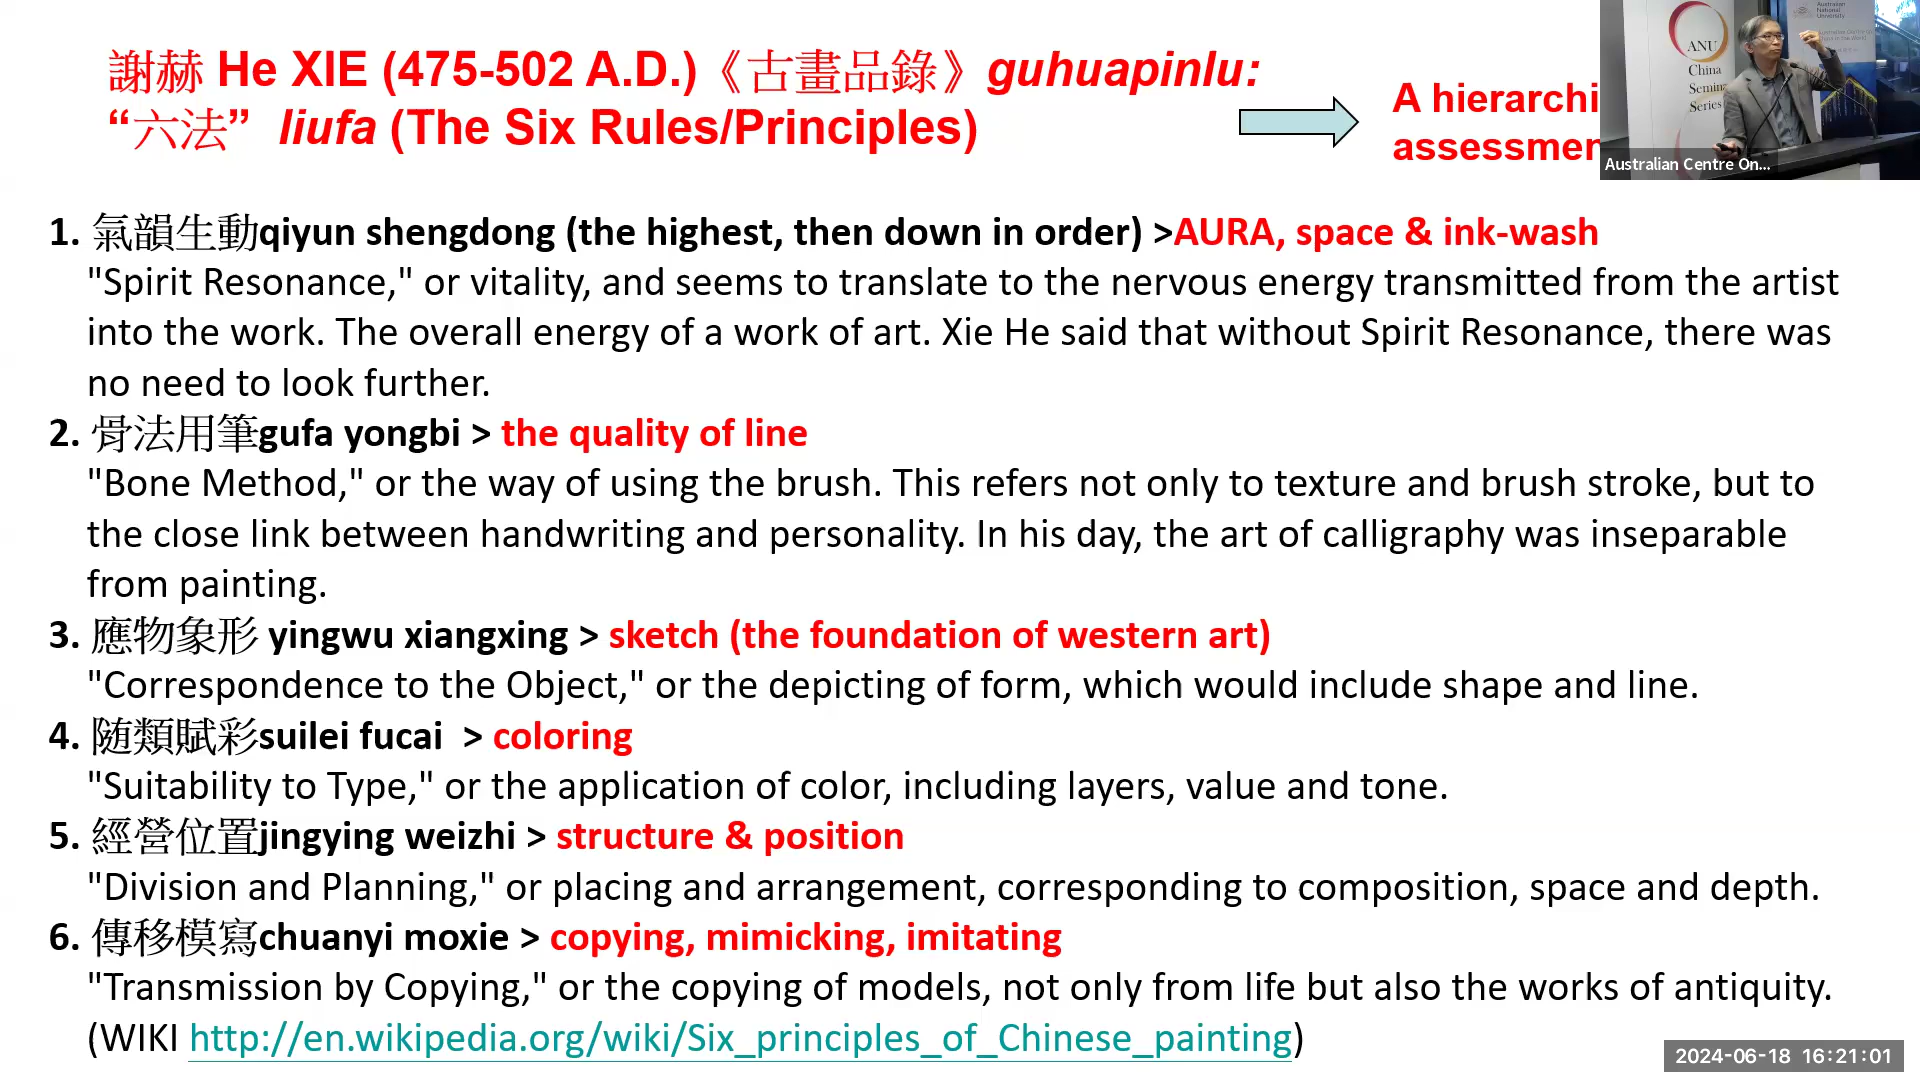 謝赫 He XIE (475-502 A.D.)《古畫品錄》guhuapinlu:
“六法” liufa (The Six Rules/Principles)
A hierarchi
assessmen
ANU
China
Semin
Series
Australian
National
University
Australian Centre On...
1. 氣韻生動qiyun shengdong (the highest, then down in order) >AURA, space & ink-wash
"Spirit Resonance," or vitality, and seems to translate to the nervous energy transmitted from the artist
into the work. The overall energy of a work of art. Xie He said that without Spirit Resonance, there was
no need to look further.
2. 骨法用筆gufa yongbi > the quality of line
"Bone Method," or the way of using the brush. This refers not only to texture and brush stroke, but to
the close link between handwriting and personality. In his day, the art of calligraphy was inseparable
from painting.
3. 應物象形 yingwu xiangxing > sketch (the foundation of western art)
"Correspondence to the Object," or the depicting of form, which would include shape and line.
4. 随類賦彩suilei fucai > coloring
"Suitability to Type," or the application of color, including layers, value and tone.
5. 經營位置jingying weizhi > structure & position
"Division and Planning," or placing and arrangement, corresponding to composition, space and depth.
6. 傳移模寫chuanyi moxie > copying, mimicking, imitating
"Transmission by Copying," or the copying of models, not only from life but also the works of antiquity.
(WIKI http://en.wikipedia.org/wiki/Six_principles_of_Chinese_painting)
2024-06-18 16:21:01